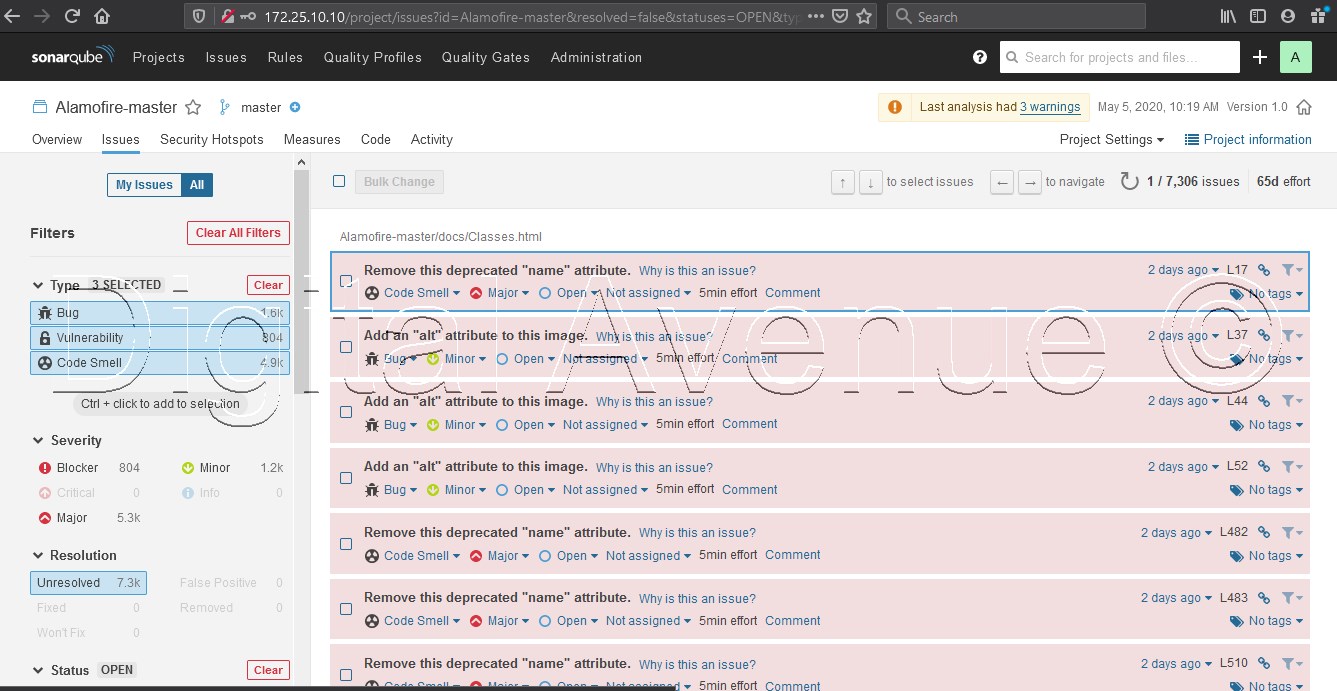 172.25.10.10/project/issues?id=Alamofire-master&resolved=false&statuses=OPEN&typ
Search
sonarqube Projects Issues Rules Quality Profiles Quality Gates Administration
? Search for projects and files... A
Alamofire-master master
Last analysis had 3 warnings May 5, 2020, 10:19 AM Version 1.0
Overview Issues Security Hotspots Measures Code Activity
Project Settings Project information
My Issues All
Bulk Change
↑ ↓ to select issues ← → to navigate 1 / 7,306 issues 65d effort
Filters Clear All Filters
Type 3 SELECTED Clear
Bug 1.6k
Vulnerability 804
Code Smell 4.9k
Ctrl + click to add to selection
Severity
Blocker 804 Minor 1.2k
Critical 0 Info 0
Major 5.3k
Resolution
Unresolved 7.3k False Positive 0
Fixed 0 Removed 0
Won't Fix 0
Status OPEN Clear
Alamofire-master/docs/Classes.html
Remove this deprecated "name" attribute. Why is this an issue? 2 days ago L17
Code Smell Major Open Not assigned 5min effort Comment No tags
Add an "alt" attribute to this image. Why is this an issue? 2 days ago L37
Bug Minor Open Not assigned 5min effort Comment No tags
Add an "alt" attribute to this image. Why is this an issue? 2 days ago L44
Bug Minor Open Not assigned 5min effort Comment No tags
Add an "alt" attribute to this image. Why is this an issue? 2 days ago L52
Bug Minor Open Not assigned 5min effort Comment No tags
Remove this deprecated "name" attribute. Why is this an issue? 2 days ago L482
Code Smell Major Open Not assigned 5min effort Comment No tags
Remove this deprecated "name" attribute. Why is this an issue? 2 days ago L483
Code Smell Major Open Not assigned 5min effort Comment No tags
Remove this deprecated "name" attribute. Why is this an issue? 2 days ago L510
Code Smell Major Open Not assigned 5min effort Comment No tags
DigitalAvenue ©